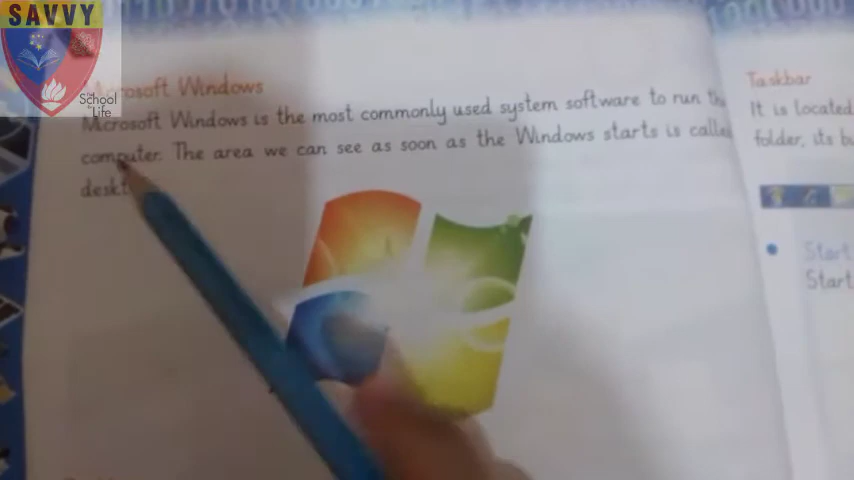 SAVVY
The
School
for
Life
Microsoft Windows
Microsoft Windows is the most commonly used system software to run
computer. The area we can see as soon as the Windows starts is called
Taskbar
It is located
folder, its
Start
Start